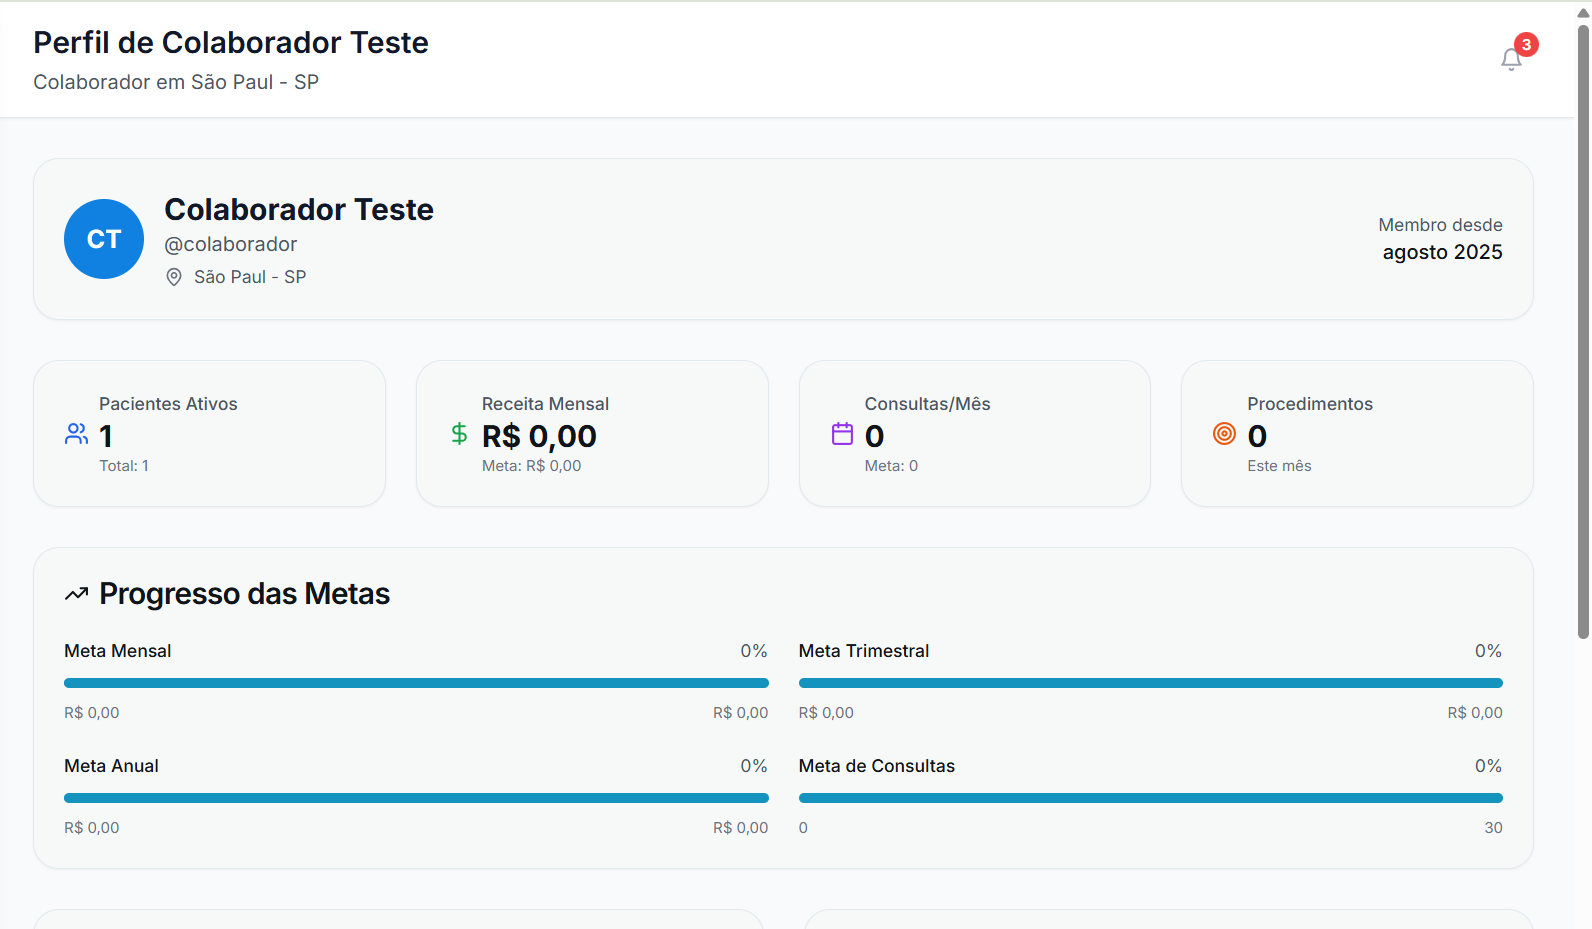 Perfil de Colaborador Teste
Colaborador em São Paul - SP
3
CT
Colaborador Teste
@colaborador
São Paul - SP
Membro desde
agosto 2025
Pacientes Ativos
1
Total: 1
Receita Mensal
R$ 0,00
Meta: R$ 0,00
Consultas/Mês
0
Meta: 0
Procedimentos
0
Este mês
Progresso das Metas
Meta Mensal 0%
R$ 0,00 R$ 0,00
Meta Trimestral 0%
R$ 0,00 R$ 0,00
Meta Anual 0%
R$ 0,00 R$ 0,00
Meta de Consultas 0%
0 30